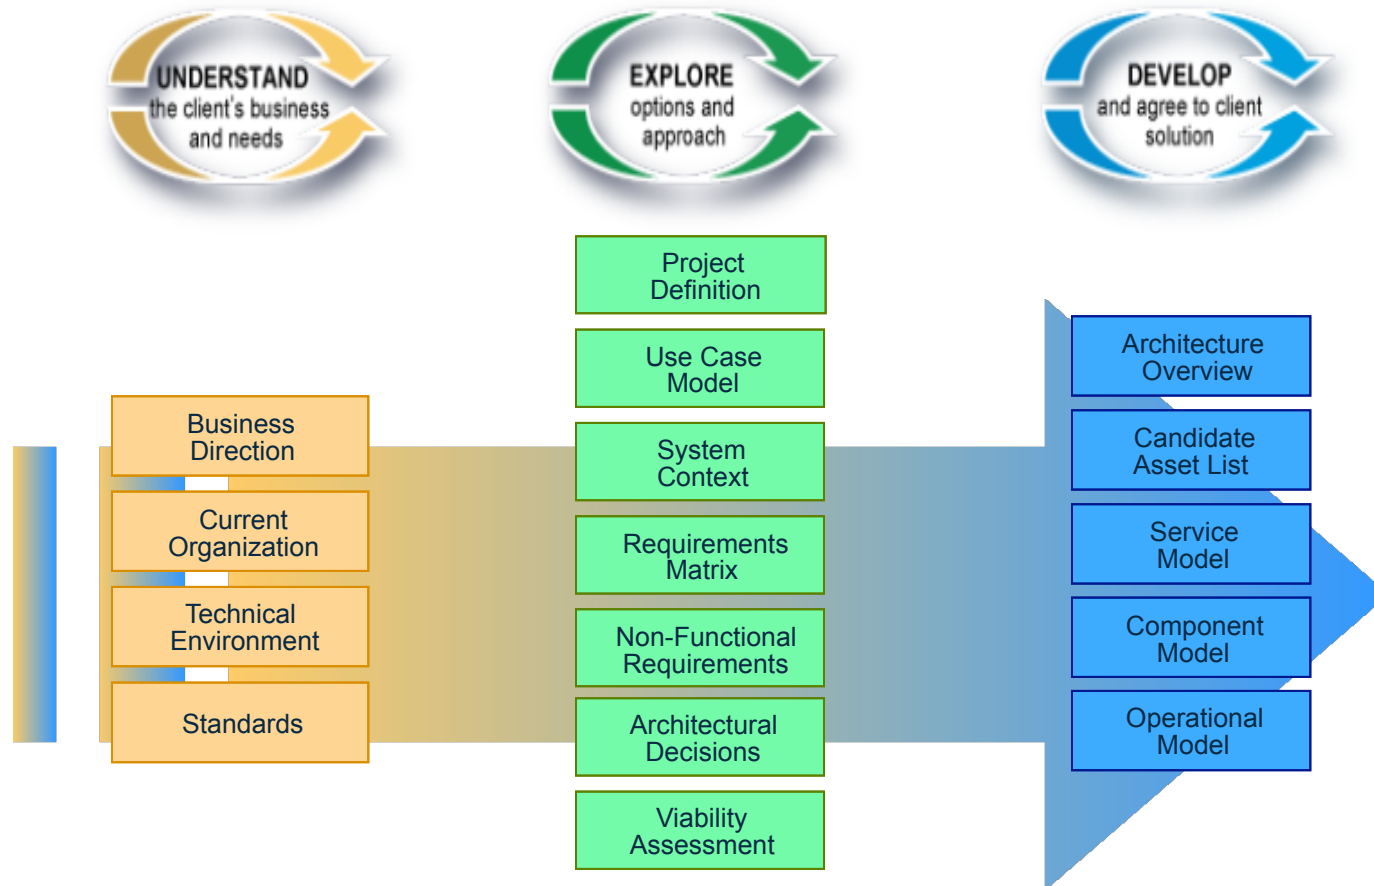 UNDERSTAND
the client's business
and needs
EXPLORE
options and
approach
DEVELOP
and agree to client
solution
Business
Direction
Current
Organization
Technical
Environment
Standards
Project
Definition
Use Case
Model
System
Context
Requirements
Matrix
Non-Functional
Requirements
Architectural
Decisions
Viability
Assessment
Architecture
Overview
Candidate
Asset List
Service
Model
Component
Model
Operational
Model